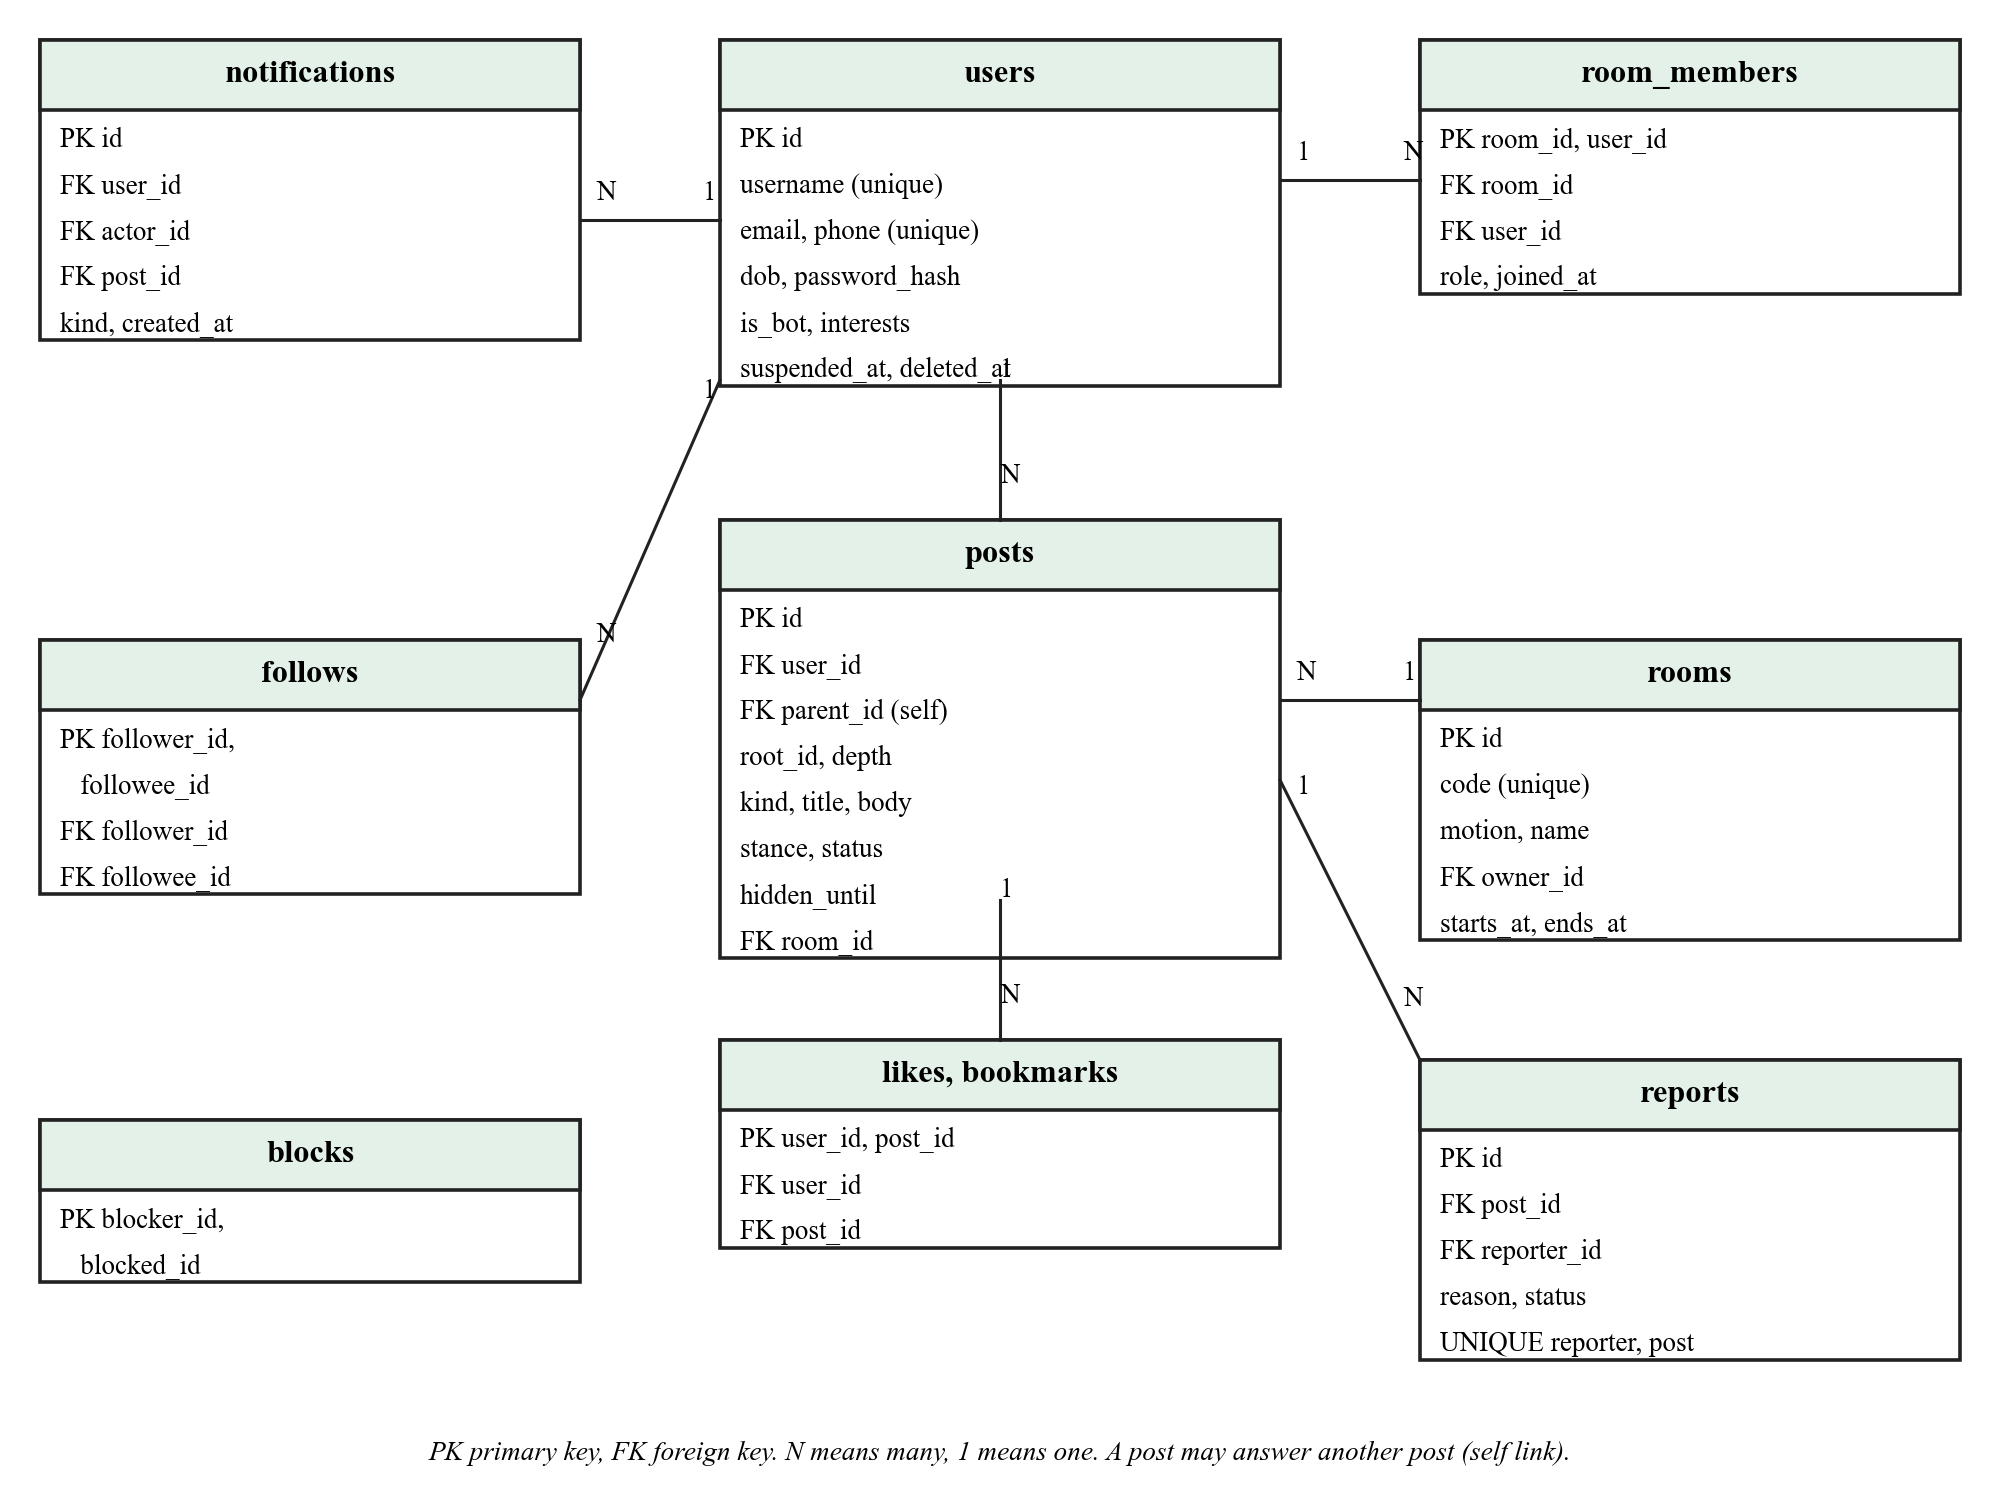 notifications
PK id
FK user_id
FK actor_id
FK post_id
kind, created_at
N
1
users
PK id
username (unique)
email, phone (unique)
dob, password_hash
is_bot, interests
suspended_at, deleted_at
1
N
room_members
PK room_id, user_id
FK room_id
FK user_id
role, joined_at
1
N
1
N
posts
PK id
FK user_id
FK parent_id (self)
root_id, depth
kind, title, body
stance, status
hidden_until
FK room_id
follows
PK follower_id,
followee_id
FK follower_id
FK followee_id
N
1
rooms
PK id
code (unique)
motion, name
FK owner_id
starts_at, ends_at
1
N
1
N
likes, bookmarks
PK user_id, post_id
FK user_id
FK post_id
blocks
PK blocker_id,
blocked_id
reports
PK id
FK post_id
FK reporter_id
reason, status
UNIQUE reporter, post
PK primary key, FK foreign key. N means many, 1 means one. A post may answer another post (self link).